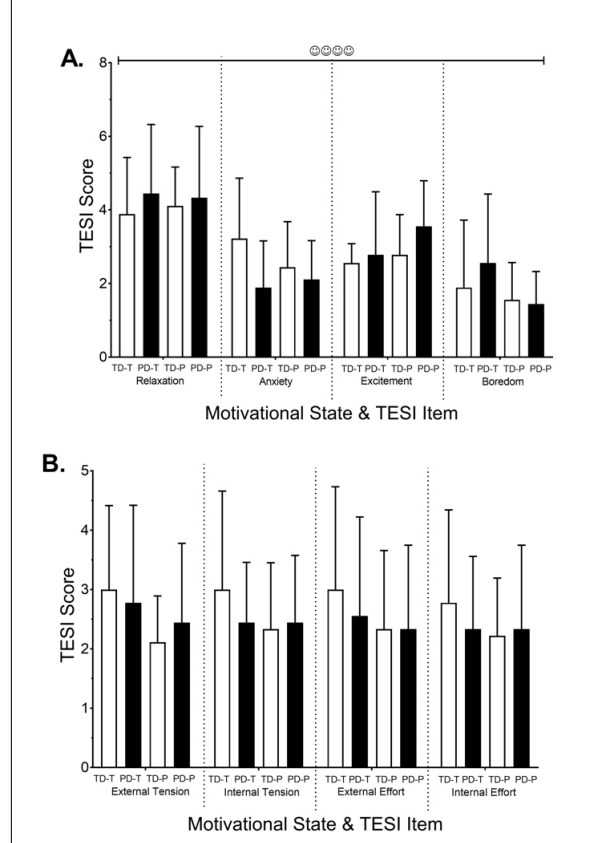 A.
☺☺☺☺
8
6
4
2
0
TESI Score
TD-T PD-T TD-P PD-P TD-T PD-T TD-P PD-P TD-T PD-T TD-P PD-P TD-T PD-T TD-P PD-P
Relaxation Anxiety Excitement Boredom
Motivational State & TESI Item
B.
5
4
3
2
1
0
TESI Score
TD-T PD-T TD-P PD-P TD-T PD-T TD-P PD-P TD-T PD-T TD-P PD-P TD-T PD-T TD-P PD-P
External Tension Internal Tension External Effort Internal Effort
Motivational State & TESI Item